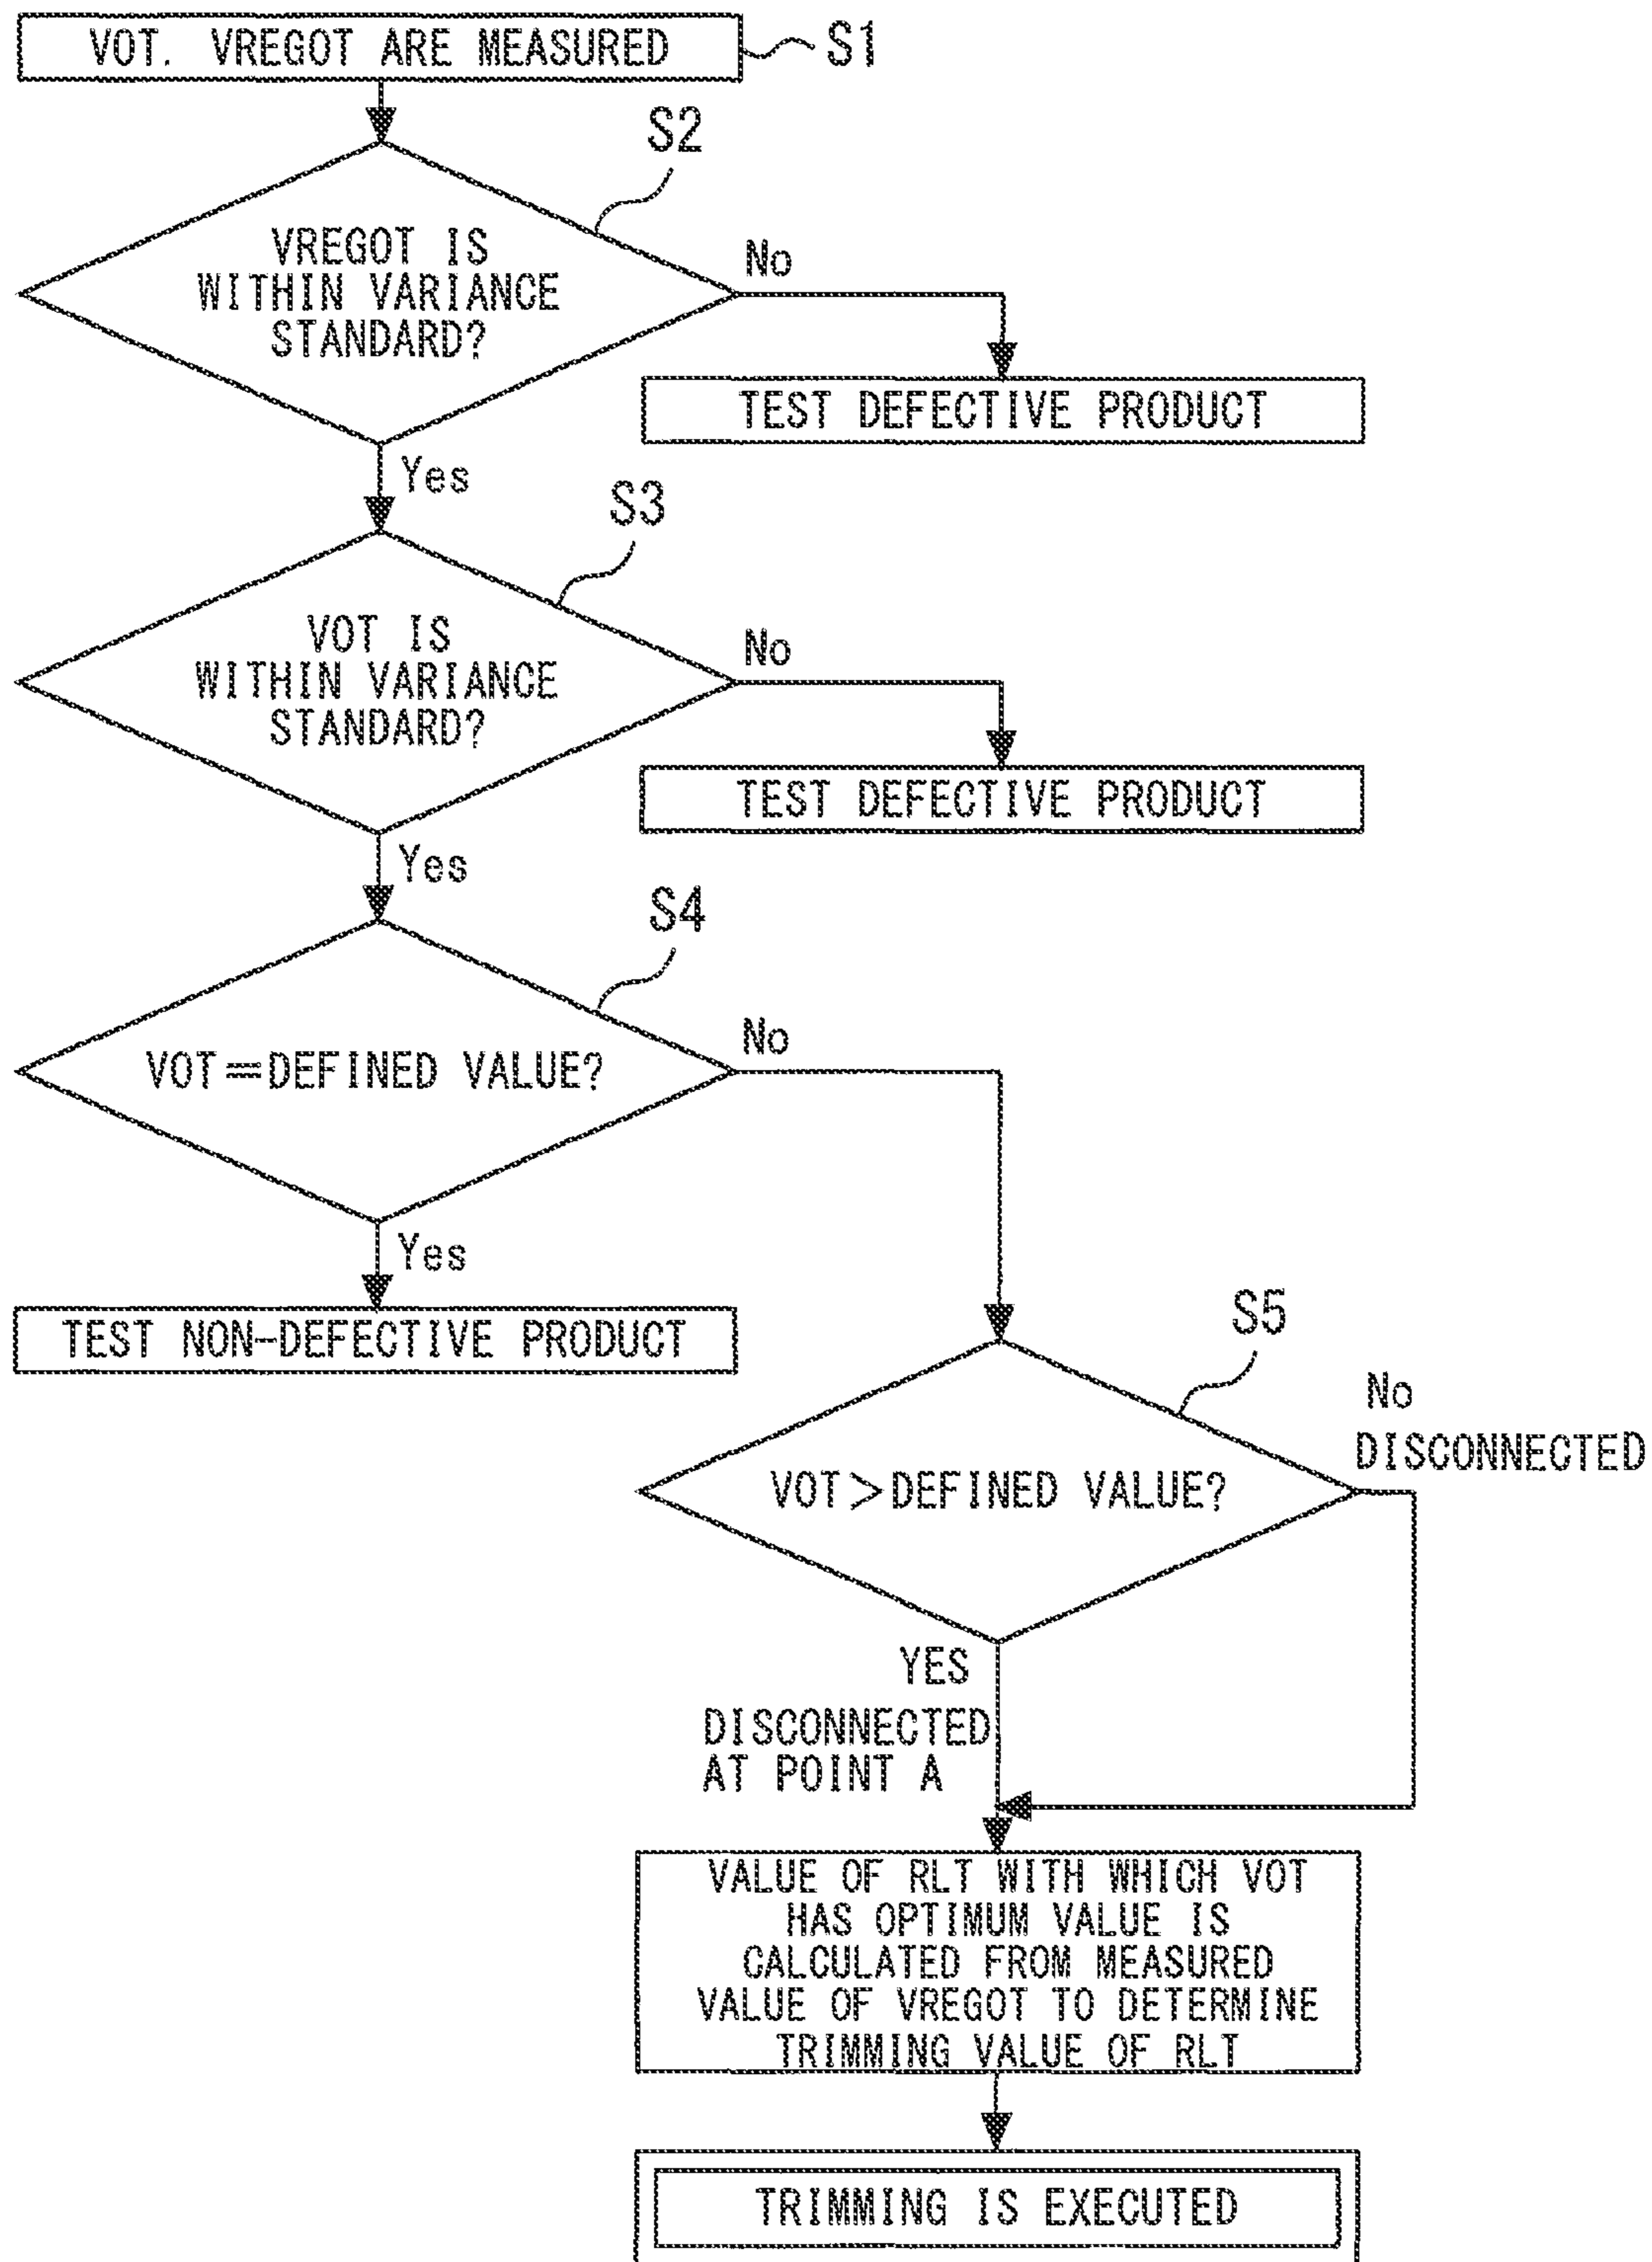 VOT. VREGOT ARE MEASURED
S1
S2
VREGOT IS
WITHIN VARIANCE
STANDARD?
No
TEST DEFECTIVE PRODUCT
Yes
S3
VOT IS
WITHIN VARIANCE
STANDARD?
No
TEST DEFECTIVE PRODUCT
Yes
S4
VOT=DEFINED VALUE?
No
Yes
TEST NON-DEFECTIVE PRODUCT
S5
VOT>DEFINED VALUE?
No
DISCONNECTED
YES
DISCONNECTED
AT POINT A
VALUE OF RLT WITH WHICH VOT
HAS OPTIMUM VALUE IS
CALCULATED FROM MEASURED
VALUE OF VREGOT TO DETERMINE
TRIMMING VALUE OF RLT
TRIMMING IS EXECUTED